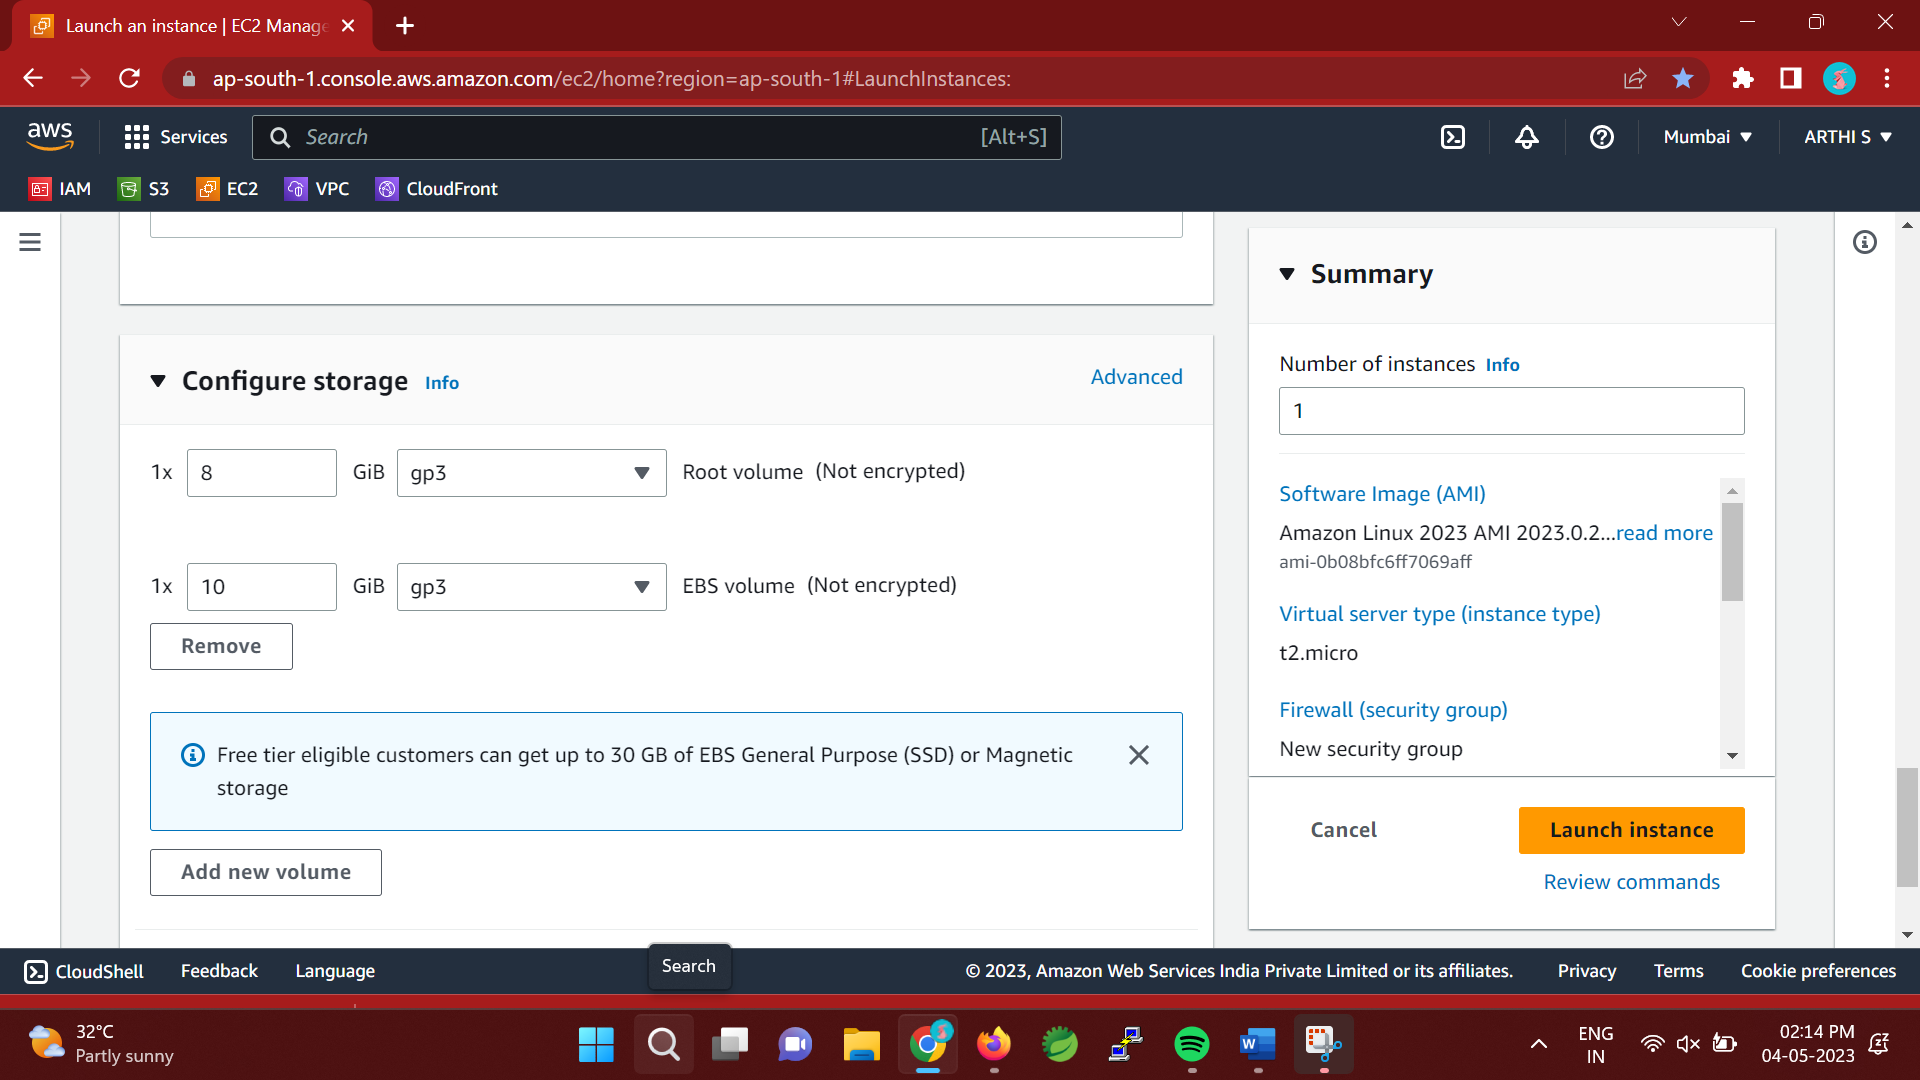 Launch an instance | EC2 Manage
ap-south-1.console.aws.amazon.com/ec2/home?region=ap-south-1#LaunchInstances:
aws
Services
Search
[Alt+S]
Mumbai
ARTHI S
IAM
S3
EC2
VPC
CloudFront
Configure storage Info
Advanced
1x 8 GiB gp3 Root volume (Not encrypted)
1x 10 GiB gp3 EBS volume (Not encrypted)
Remove
Free tier eligible customers can get up to 30 GB of EBS General Purpose (SSD) or Magnetic
storage
Add new volume
Summary
Number of instances Info
1
Software Image (AMI)
Amazon Linux 2023 AMI 2023.0.2...read more
ami-0b08bfc6ff7069aff
Virtual server type (instance type)
t2.micro
Firewall (security group)
New security group
Cancel
Launch instance
Review commands
CloudShell
Feedback
Language
Search
© 2023, Amazon Web Services India Private Limited or its affiliates.
Privacy
Terms
Cookie preferences
32°C
Partly sunny
W
ENG
IN
02:14 PM
04-05-2023